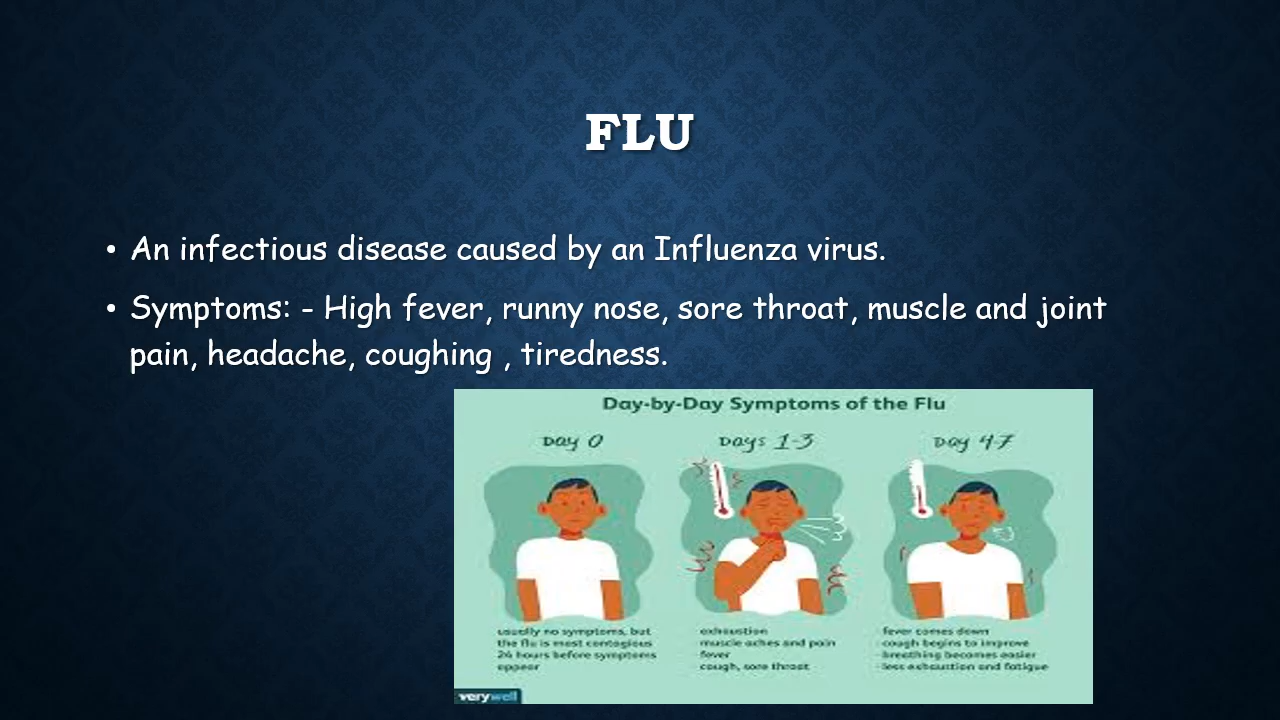 FLU
• An infectious disease caused by an Influenza virus.
• Symptoms: - High fever, runny nose, sore throat, muscle and joint
pain, headache, coughing , tiredness.
Day-by-Day Symptoms of the Flu
Day 0
usually no symptoms, but
the flu is most contagious
24 hours before symptoms
appear
Days 1-3
exhaustion
muscle aches and pain
fever
cough, sore throat
Day 4-7
fever comes down
cough begins to improve
breathing becomes easier
less exhaustion and fatigue
verywell